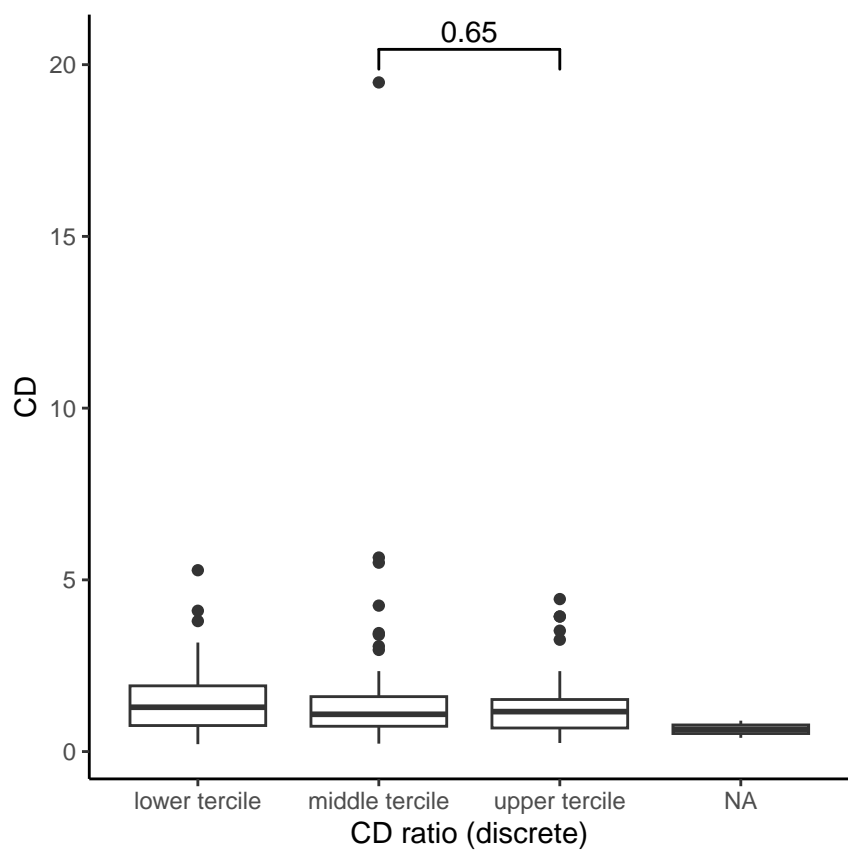 0.65
20
15
10
5
0
CD
lower tercile
middle tercile
upper tercile
NA
CD ratio (discrete)